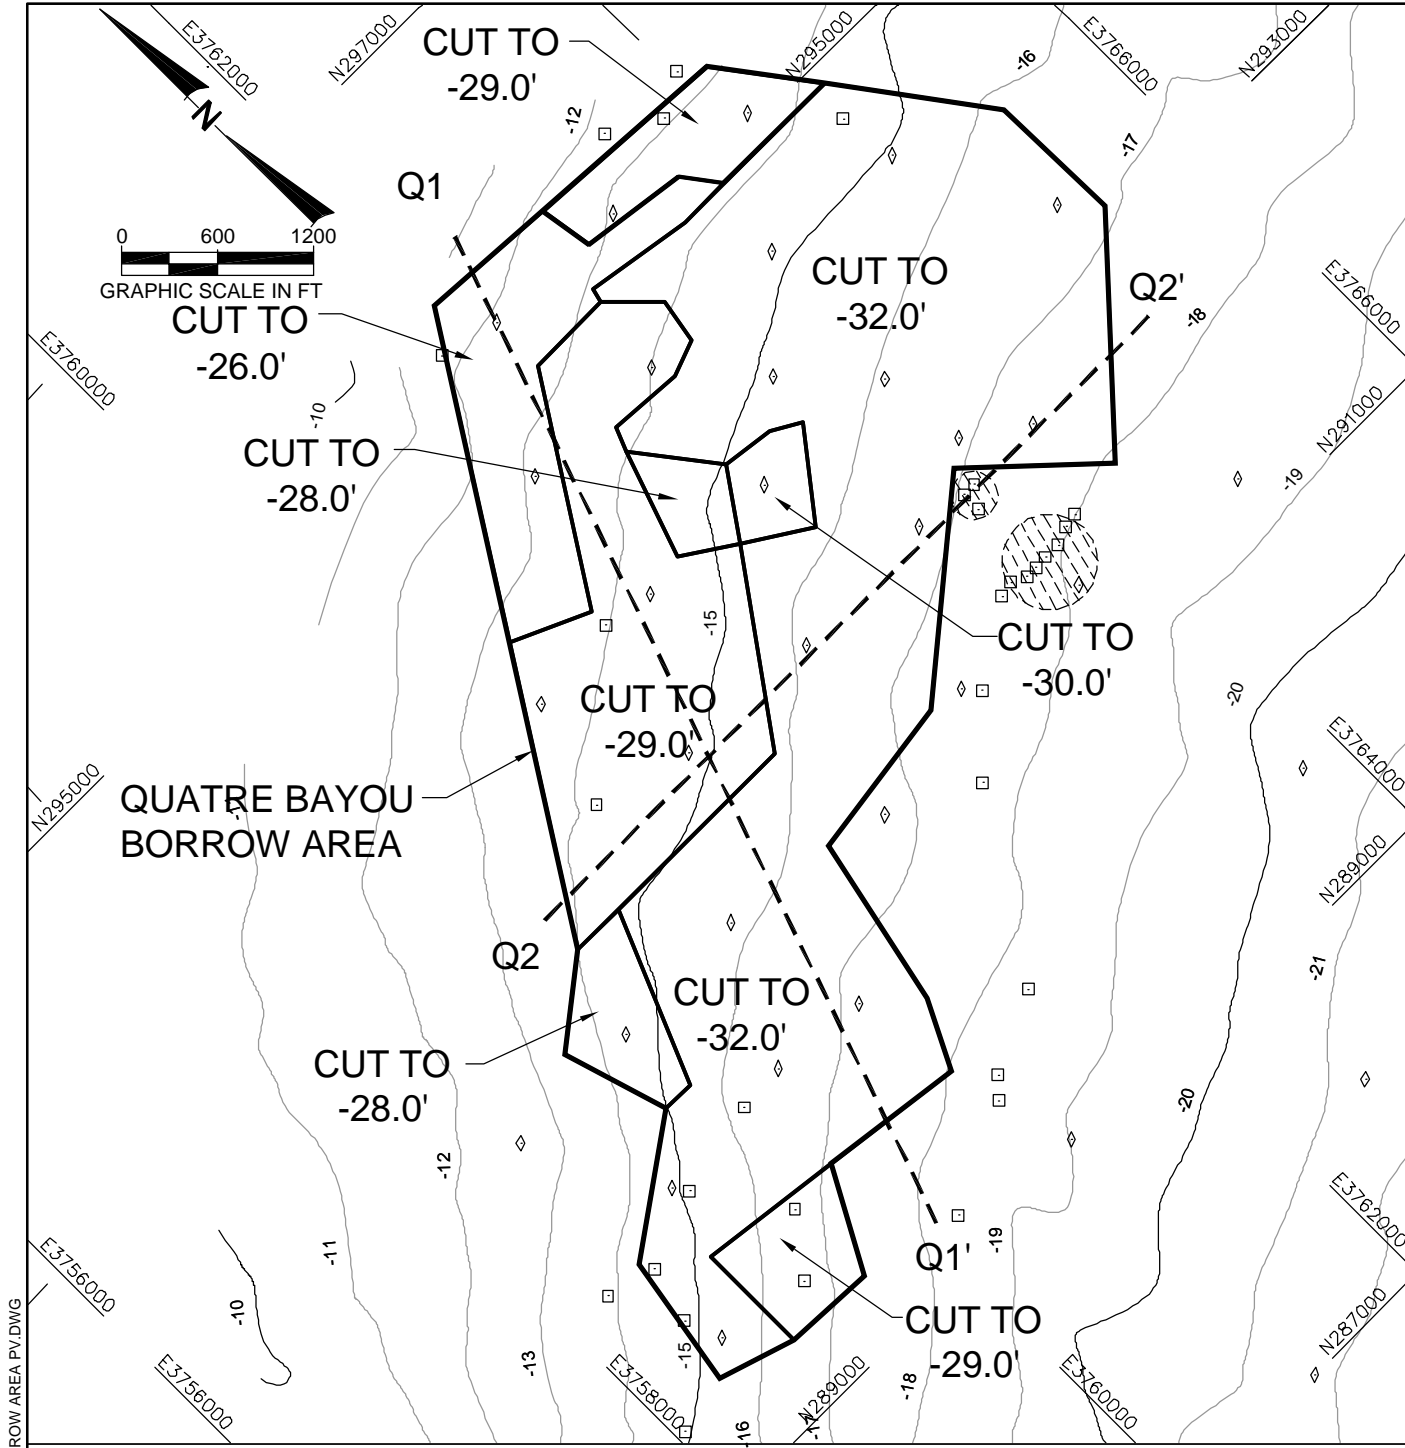 E3762000
N297000
CUT TO
-29.0'
N295000
E3766000
N293000
-16
-12
-17
N
Q1
0 600 1200
GRAPHIC SCALE IN FT
CUT TO
-26.0'
CUT TO
-32.0'
Q2'
-18
E3766000
E3760000
-10
N291000
CUT TO
-28.0'
-19
-15
CUT TO
-30.0'
CUT TO
-29.0'
-20
E3764000
N295000
QUATRE BAYOU
BORROW AREA
-11
N289000
Q2
CUT TO
-32.0'
-21
CUT TO
-28.0'
-20
-12
E3762000
-11
-19
Q1'
E3756000
-10
CUT TO
-29.0'
N287000
-13
-15
-18
E3756000
E3758000
N289000
E3760000
-16
-17
ROW AREA PV.DWG